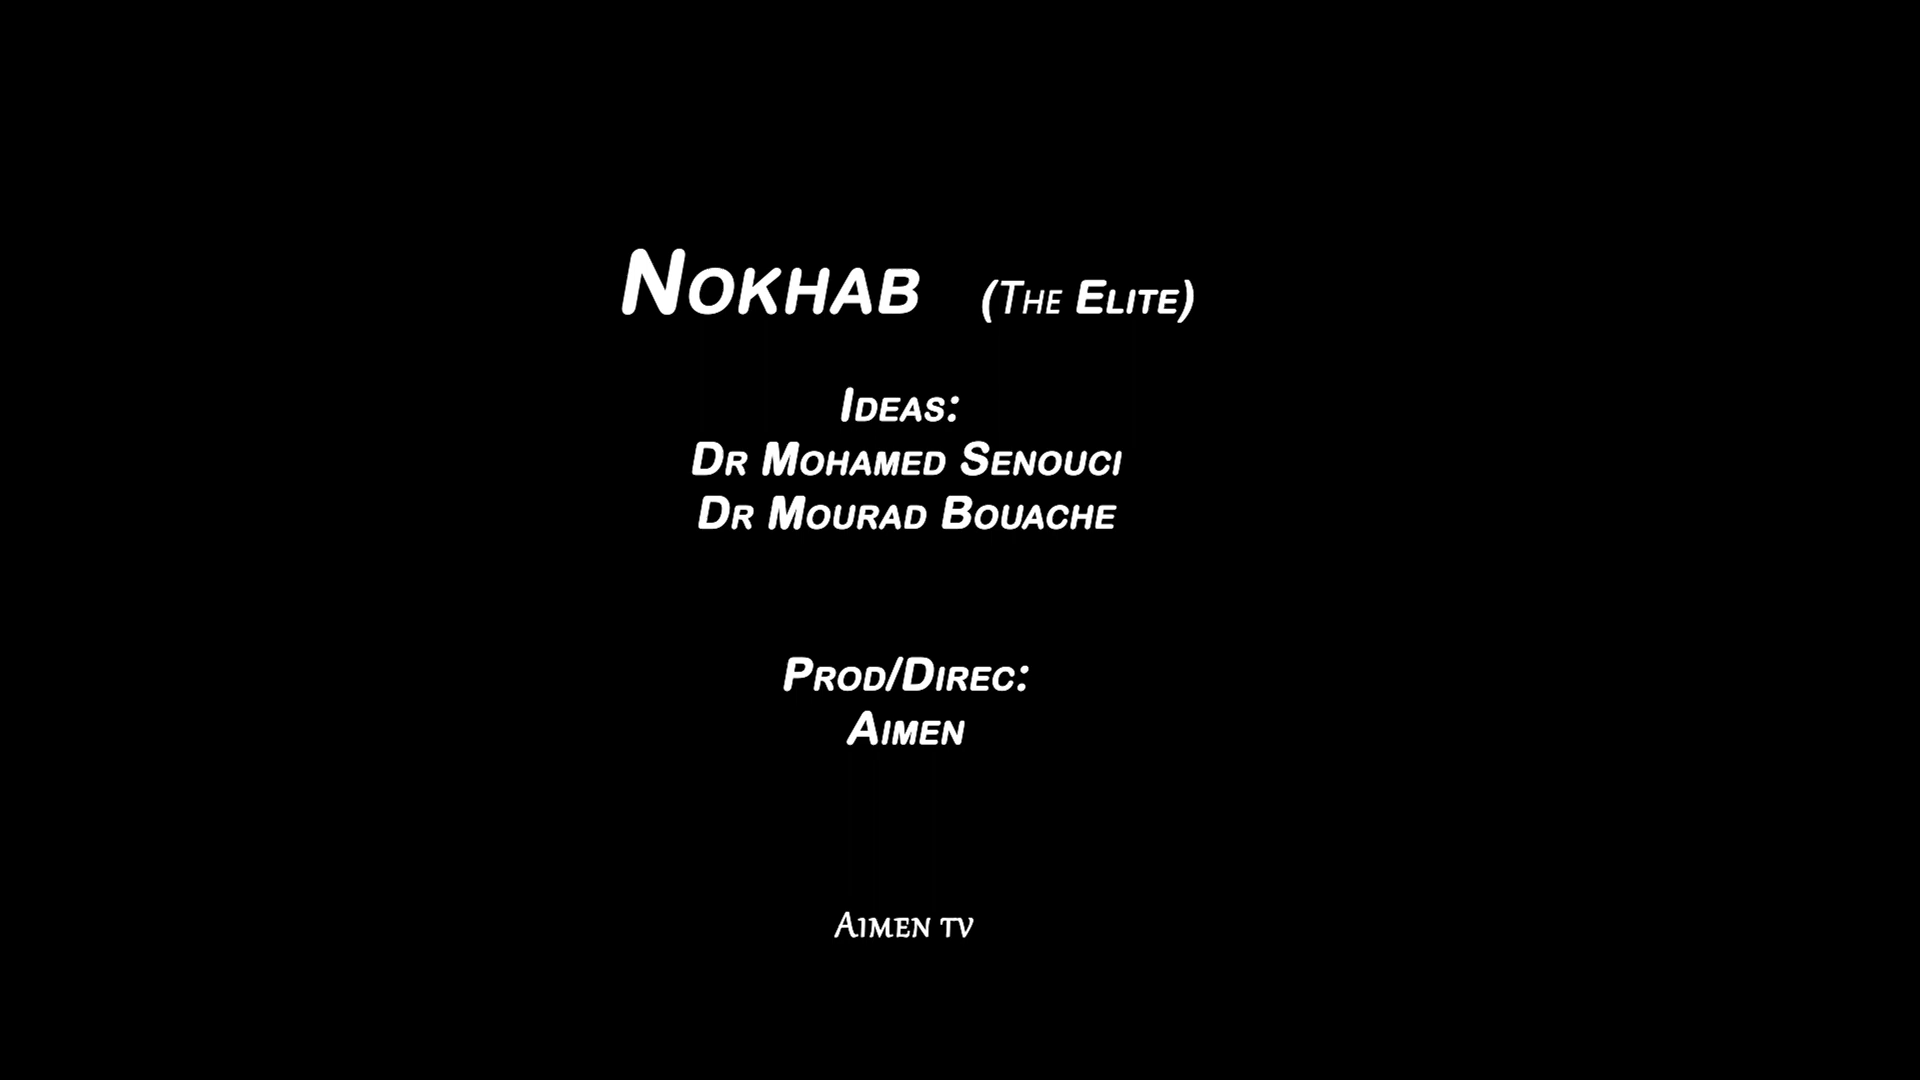 Nokhab (The Elite)
Ideas:
Dr Mohamed Senouci
Dr Mourad Bouache
Prod/Direc:
Aimen
Aimen tv